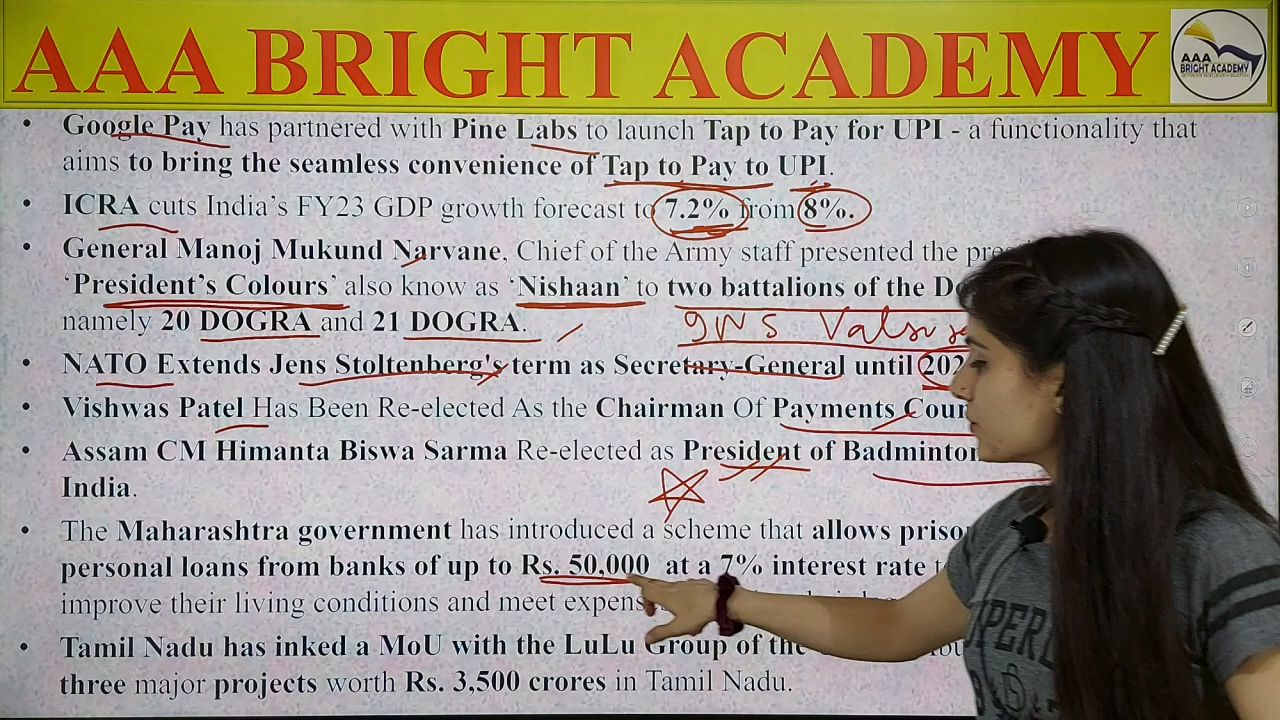 AAA BRIGHT ACADEMY
AAA
BRIGHT ACADEMY
• Google Pay has partnered with Pine Labs to launch Tap to Pay for UPI - a functionality that
aims to bring the seamless convenience of Tap to Pay to UPI.
• ICRA cuts India’s FY23 GDP growth forecast to 7.2% from 8%.
• General Manoj Mukund Narvane, Chief of the Army staff presented the
‘President’s Colours’ also know as ‘Nishaan’ to two battalions of the
namely 20 DOGRA and 21 DOGRA.
INS
• NATO Extends Jens Stoltenberg's term as Secretary-General until
• Vishwas Patel Has Been Re-elected As the Chairman Of Payments
• Assam CM Himanta Biswa Sarma Re-elected as President of
India.
• The Maharashtra government has introduced a scheme that allows
personal loans from banks of up to Rs. 50,000 at a 7% interest rate
improve their living conditions and meet
• Tamil Nadu has inked a MoU with the LuLu Group of the
three major projects worth Rs. 3,500 crores in Tamil Nadu.